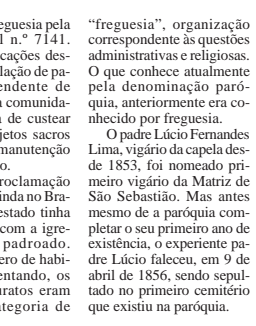 reguesia pela
l n.º 7141.
cações des-
lação de pa-
endente de
a comunida-
a de custear
jetos sacros
manutenção
o.
roclamação
inda no Bra-
estado tinha
com a igre-
padroado.
ero de habi-
entando, os
uratos eram
ategoria de
“freguesia”, organização
correspondente às questões
administrativas e religiosas.
O que conhece atualmente
pela denominação paró-
quia, anteriormente era co-
nhecido por freguesia.
O padre Lúcio Fernandes
Lima, vigário da capela des-
de 1853, foi nomeado pri-
meiro vigário da Matriz de
São Sebastião. Mas antes
mesmo de a paróquia com-
pletar o seu primeiro ano de
existência, o experiente pa-
dre Lúcio faleceu, em 9 de
abril de 1856, sendo sepul-
tado no primeiro cemitério
que existiu na paróquia.